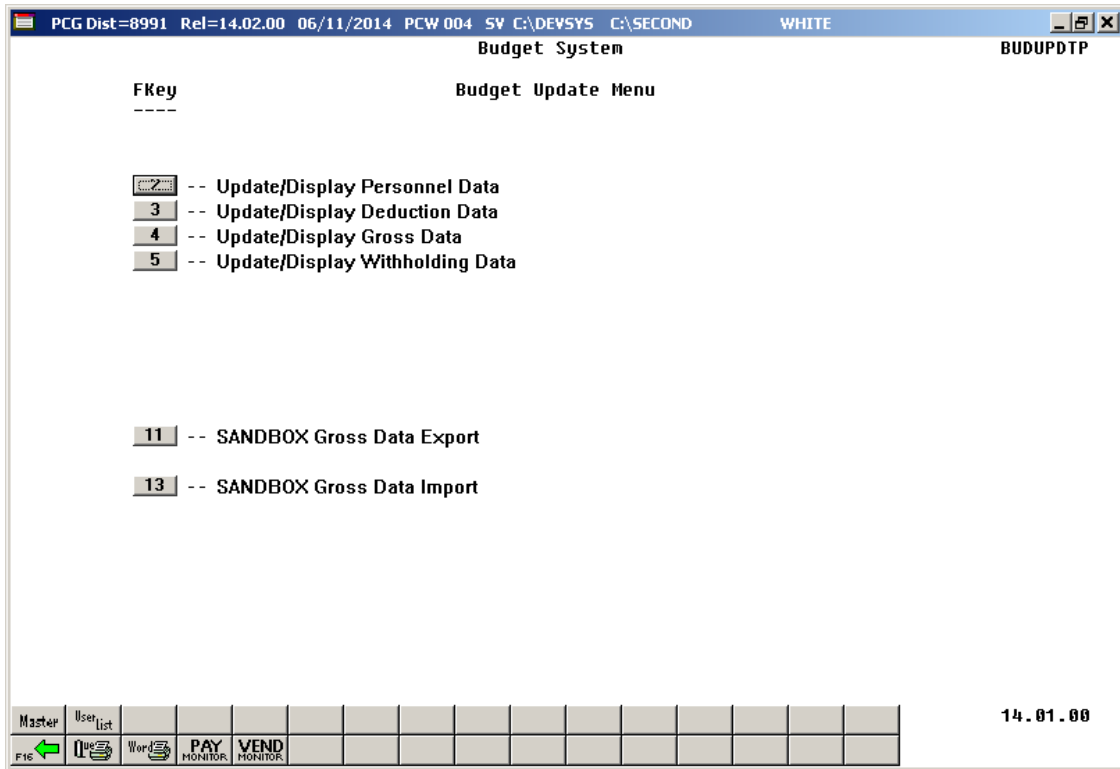 PCG Dist=8991 Rel=14.02.00 06/11/2014 PCW 004 SV C:\DEVSYS C:\SECOND WHITE
Budget System BUDUPDTP
FKey Budget Update Menu
----
2 -- Update/Display Personnel Data
3 -- Update/Display Deduction Data
4 -- Update/Display Gross Data
5 -- Update/Display Withholding Data
11 -- SANDBOX Gross Data Export
13 -- SANDBOX Gross Data Import
Master User List 14.01.00
F16 Que Word PAY MONITOR VEND MONITOR